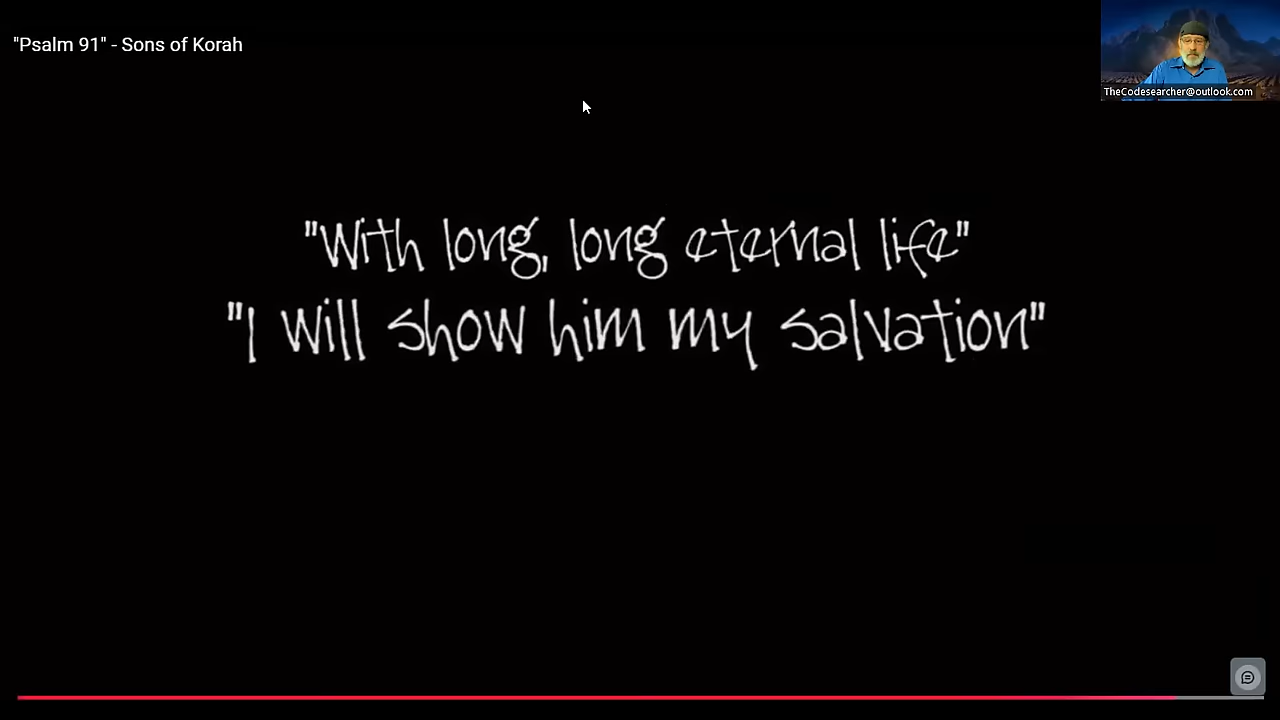 "Psalm 91" - Sons of Korah
TheCodesearcher@outlook.com
"With long, long eternal life"
"I will show him my salvation"